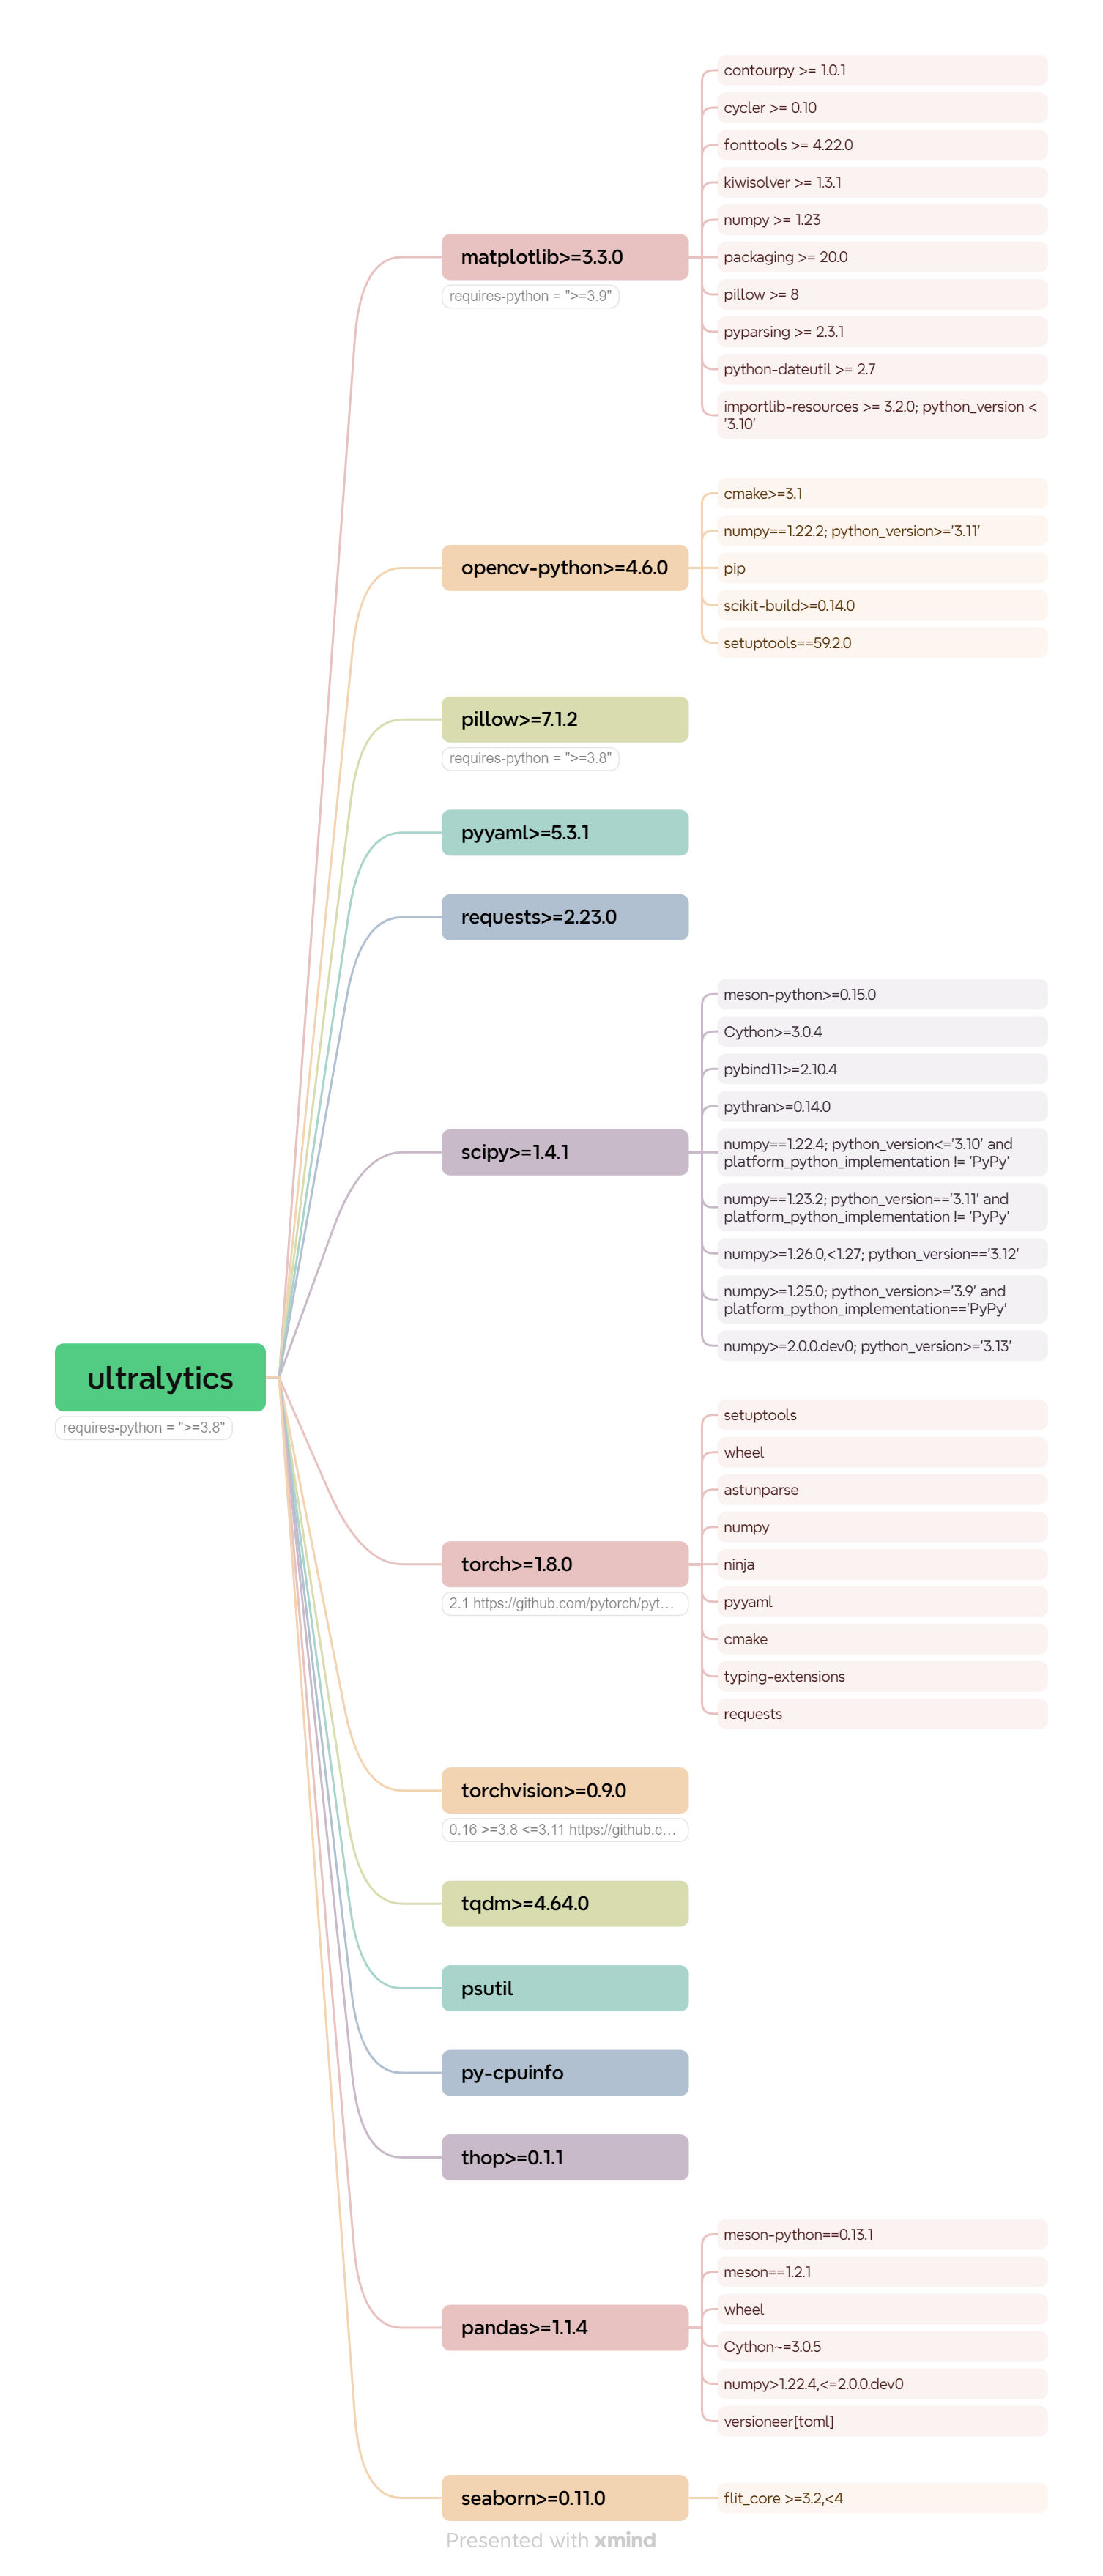 contourpy >= 1.0.1
cycler >= 0.10
fonttools >= 4.22.0
kiwisolver >= 1.3.1
numpy >= 1.23
matplotlib>=3.3.0
requires-python = ">=3.9"
packaging >= 20.0
pillow >= 8
pyparsing >= 2.3.1
python-dateutil >= 2.7
importlib-resources >= 3.2.0; python_version <
'3.10'
opencv-python>=4.6.0
cmake>=3.1
numpy==1.22.2; python_version>='3.11'
pip
scikit-build>=0.14.0
setuptools==59.2.0
pillow>=7.1.2
requires-python = ">=3.8"
pyyaml>=5.3.1
requests>=2.23.0
scipy>=1.4.1
meson-python>=0.15.0
Cython>=3.0.4
pybind11>=2.10.4
pythran>=0.14.0
numpy==1.22.4; python_version<='3.10' and
platform_python_implementation != 'PyPy'
numpy==1.23.2; python_version=='3.11' and
platform_python_implementation != 'PyPy'
numpy>=1.26.0,<1.27; python_version=='3.12'
numpy>=1.25.0; python_version>='3.9' and
platform_python_implementation=='PyPy'
numpy>=2.0.0.dev0; python_version>='3.13'
ultralytics
requires-python = ">=3.8"
torch>=1.8.0
2.1 https://github.com/pytorch/pyt...
setuptools
wheel
astunparse
numpy
ninja
pyyaml
cmake
typing-extensions
requests
torchvision>=0.9.0
0.16 >=3.8 <=3.11 https://github.c...
tqdm>=4.64.0
psutil
py-cpuinfo
thop>=0.1.1
pandas>=1.1.4
meson-python==0.13.1
meson==1.2.1
wheel
Cython~=3.0.5
numpy>1.22.4,<=2.0.0.dev0
versioneer[toml]
seaborn>=0.11.0
flit_core >=3.2,<4
Presented with xmind